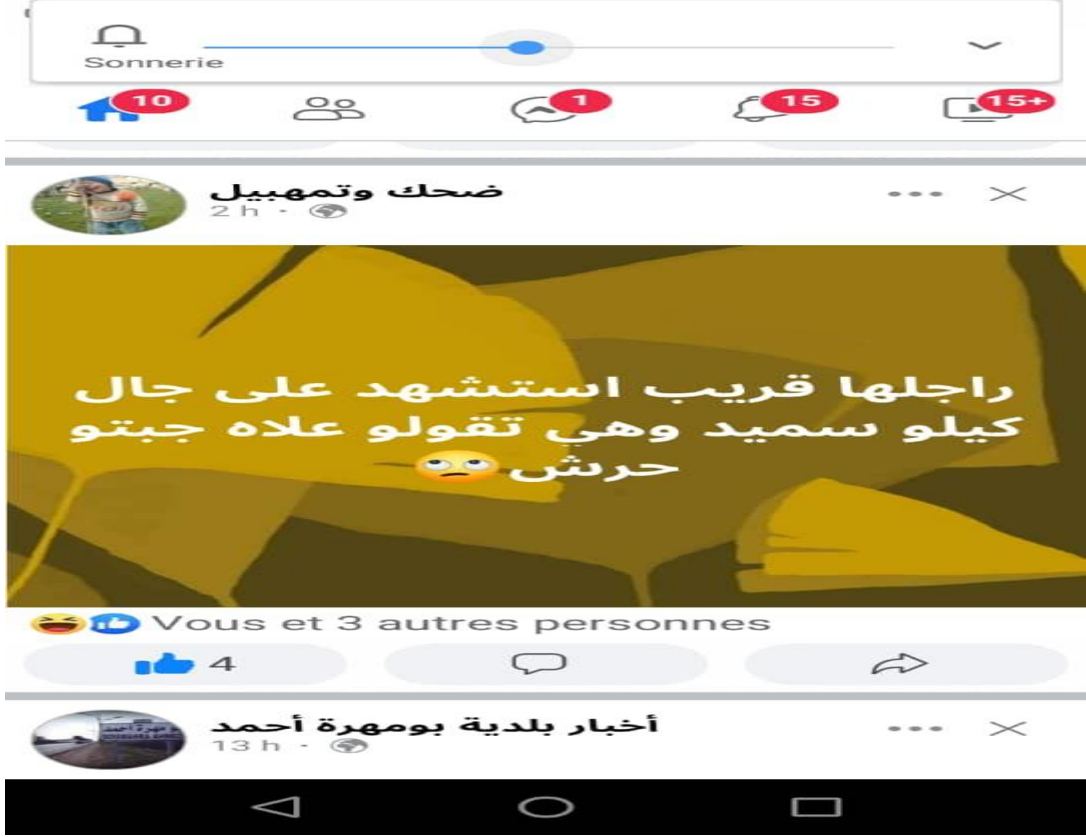 Sonnerie
10
1
15
15+
ضحك وتمهبيل
2 h ·
راجلها قريب استشهد على جال
كيلو سميد وهي تقولو علاه جبتو
حرش🙄
Vous et 3 autres personnes
4
أخبار بلدية بومهرة أحمد
13 h ·